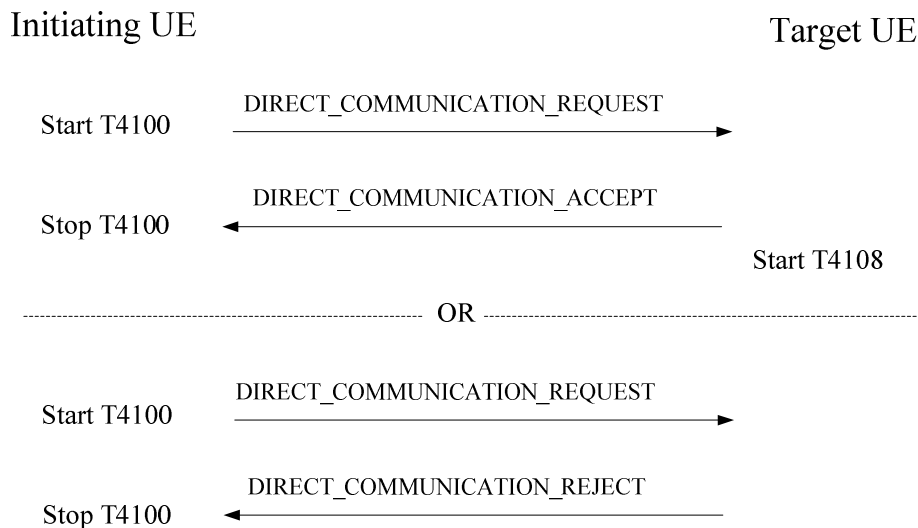 Initiating UE
Target UE
DIRECT_COMMUNICATION_REQUEST
Start T4100
DIRECT_COMMUNICATION_ACCEPT
Stop T4100
Start T4108
OR
DIRECT_COMMUNICATION_REQUEST
Start T4100
DIRECT_COMMUNICATION_REJECT
Stop T4100